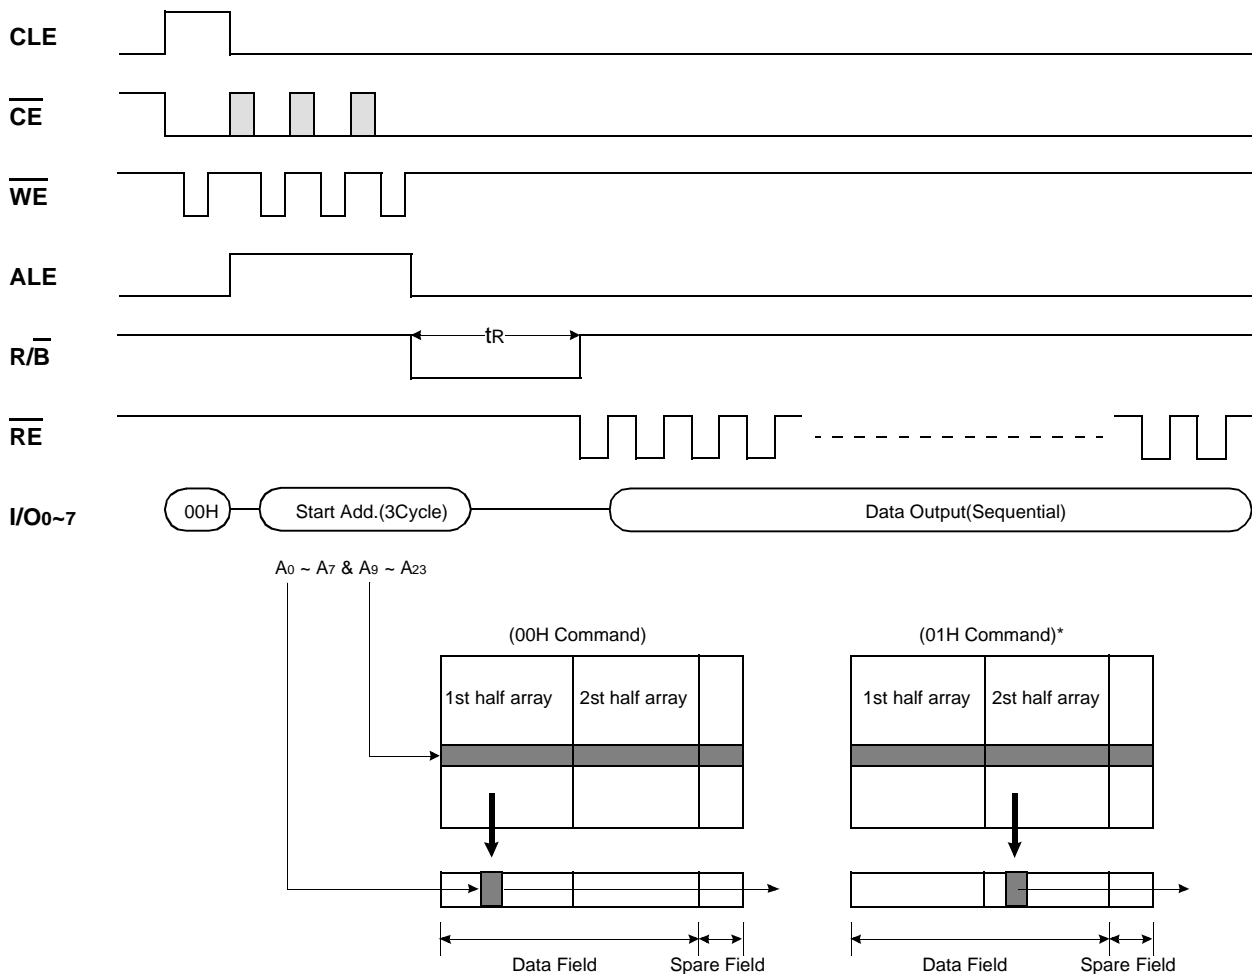 CLE
CE
WE
ALE
R/B
tR
RE
I/O0~7
00H
Start Add.(3Cycle)
Data Output(Sequential)
A0 ~ A7 & A9 ~ A23
(00H Command)
(01H Command)*
1st half array
2st half array
1st half array
2st half array
Data Field
Spare Field
Data Field
Spare Field